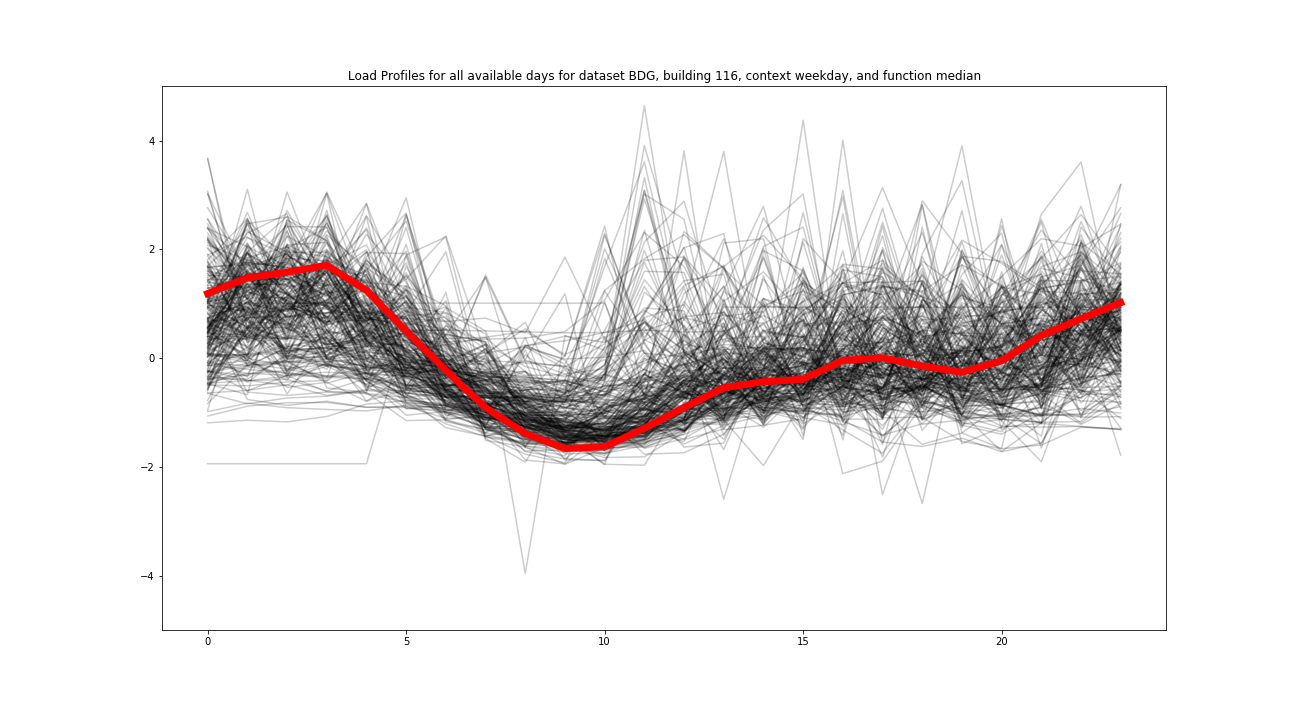 Load Profiles for all available days for dataset BDG, building 116, context weekday, and function median
4
2
0
−2
−4
0 5 10 15 20